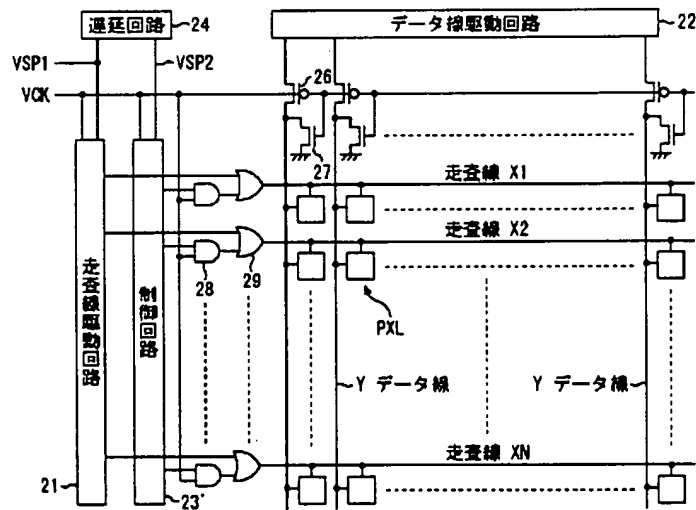 遅延回路
24
データ線駆動回路
22
VSP1
VSP2
VCK
26
27
走査線 X1
走査線 X2
28
29
PXL
走査線駆動回路
制御回路
Y データ線
Y データ線
走査線 XN
21
23'